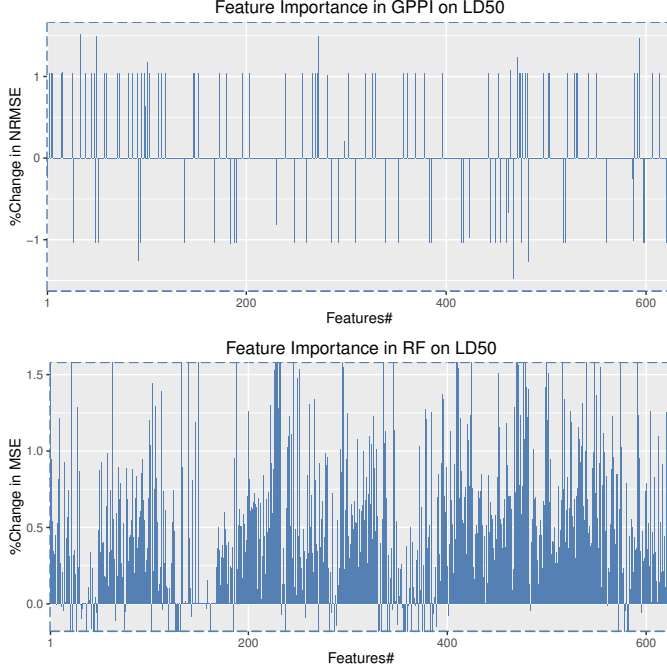 Feature Importance in GPPI on LD50
%Change in NRMSE
1
0
−1
1
200
400
600
Features#
Feature Importance in RF on LD50
%Change in MSE
1.5
1.0
0.5
0.0
1
200
400
600
Features#